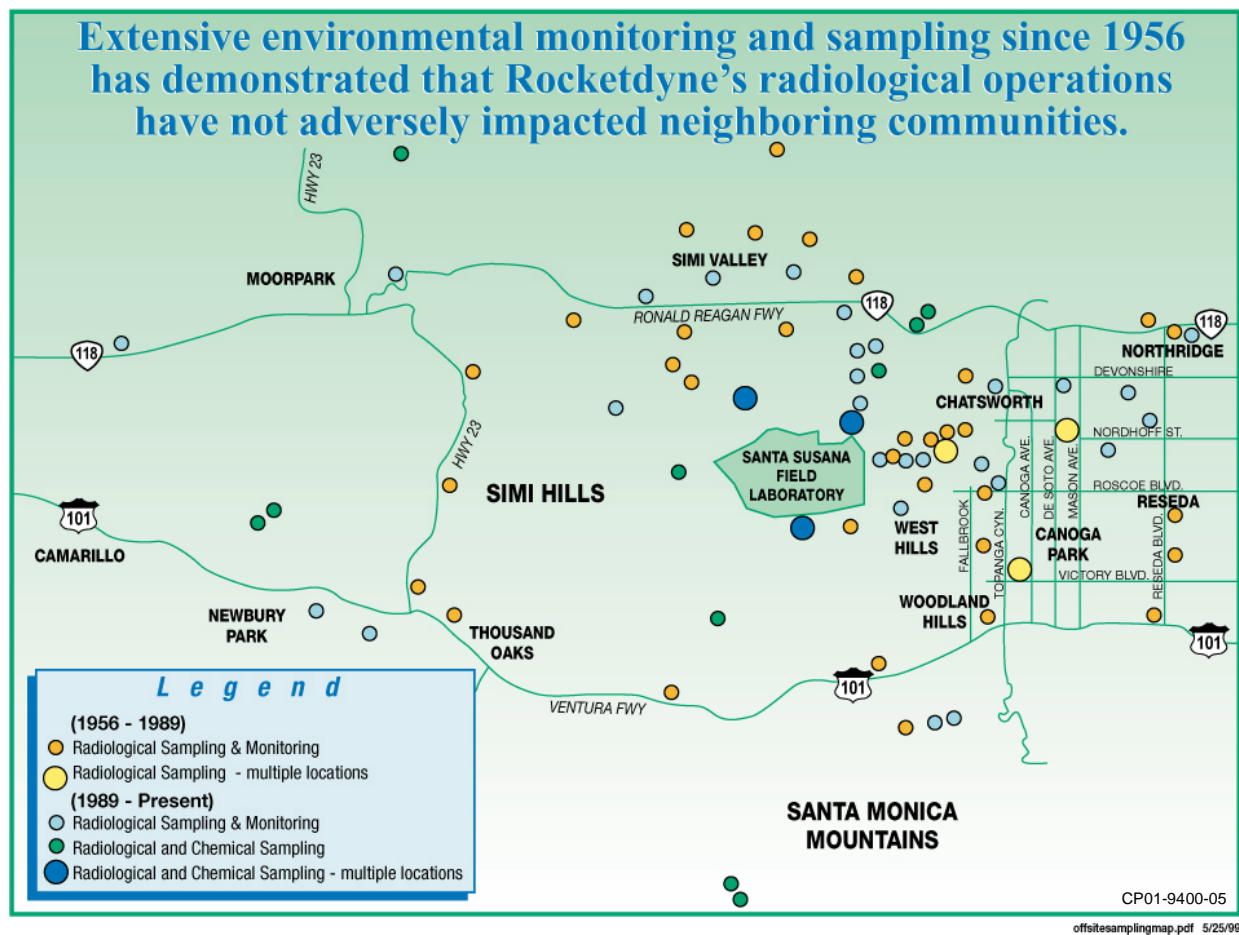 Extensive environmental monitoring and sampling since 1956
has demonstrated that Rocketdyne's radiological operations
have not adversely impacted neighboring communities.
HWY 23
MOORPARK
SIMI VALLEY
118
RONALD REAGAN FWY
118
NORTHRIDGE
118
DEVONSHIRE
CHATSWORTH
HWY 23
NORDHOFF ST.
CANOGA AVE.
DE SOTO AVE.
MASON AVE.
SANTA SUSANA
FIELD
LABORATORY
SIMI HILLS
ROSCOE BLVD.
RESEDA
101
CAMARILLO
WEST
HILLS
FALLBROOK
TOPANGA CYN.
CANOGA
PARK
RESEDA BLVD.
VICTORY BLVD.
NEWBURY
PARK
WOODLAND
HILLS
THOUSAND
OAKS
101
101
VENTURA FWY
Legend
(1956 - 1989)
Radiological Sampling & Monitoring
Radiological Sampling - multiple locations
(1989 - Present)
Radiological Sampling & Monitoring
Radiological and Chemical Sampling
Radiological and Chemical Sampling - multiple locations
SANTA MONICA
MOUNTAINS
CP01-9400-05
offsitesamplingmap.pdf 5/25/99